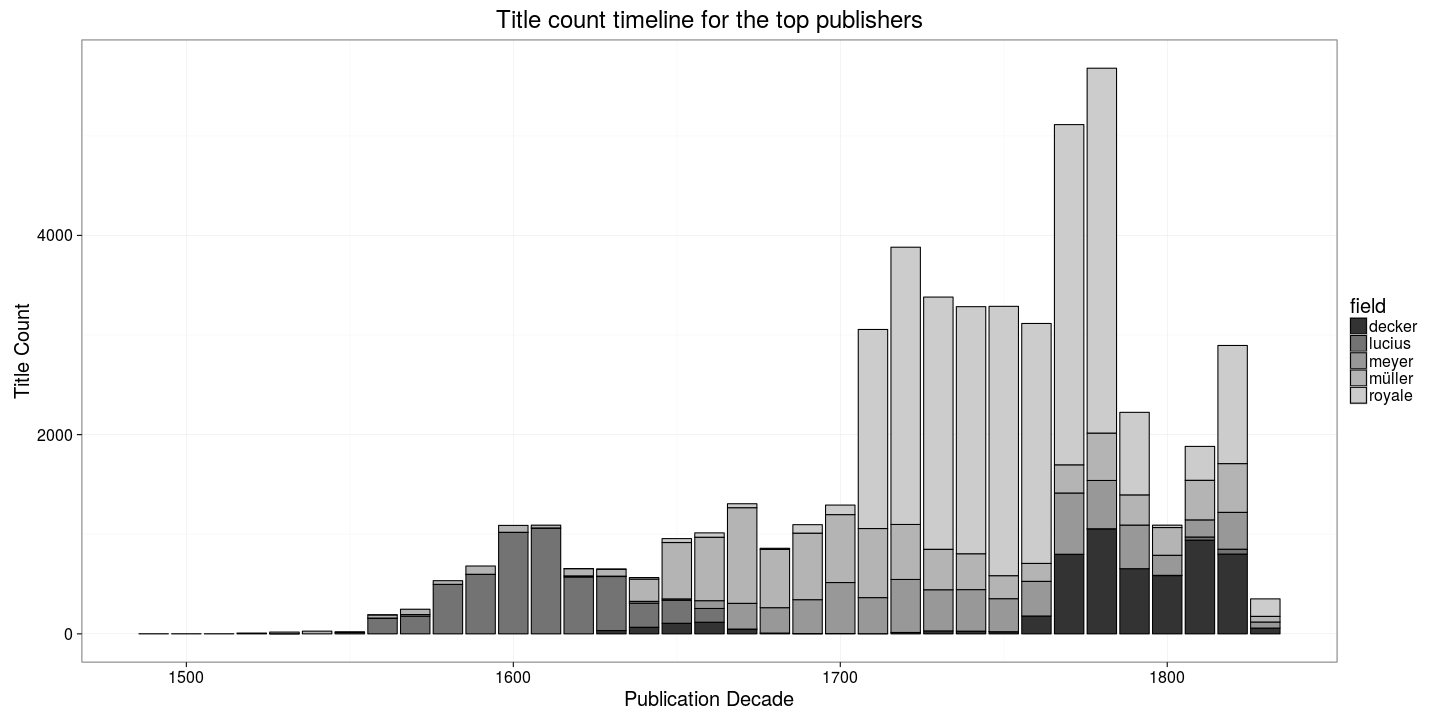 Title count timeline for the top publishers
Title Count
4000
2000
0
1500
1600
1700
1800
Publication Decade
field
decker
lucius
meyer
müller
royale